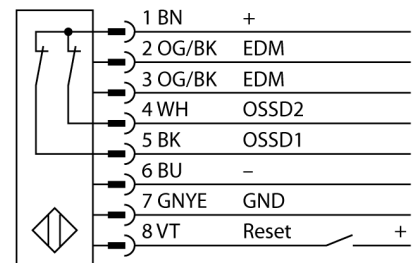 1 BN +
2 OG/BK EDM
3 OG/BK EDM
4 WH OSSD2
5 BK OSSD1
6 BU –
7 GNYE GND
8 VT Reset +